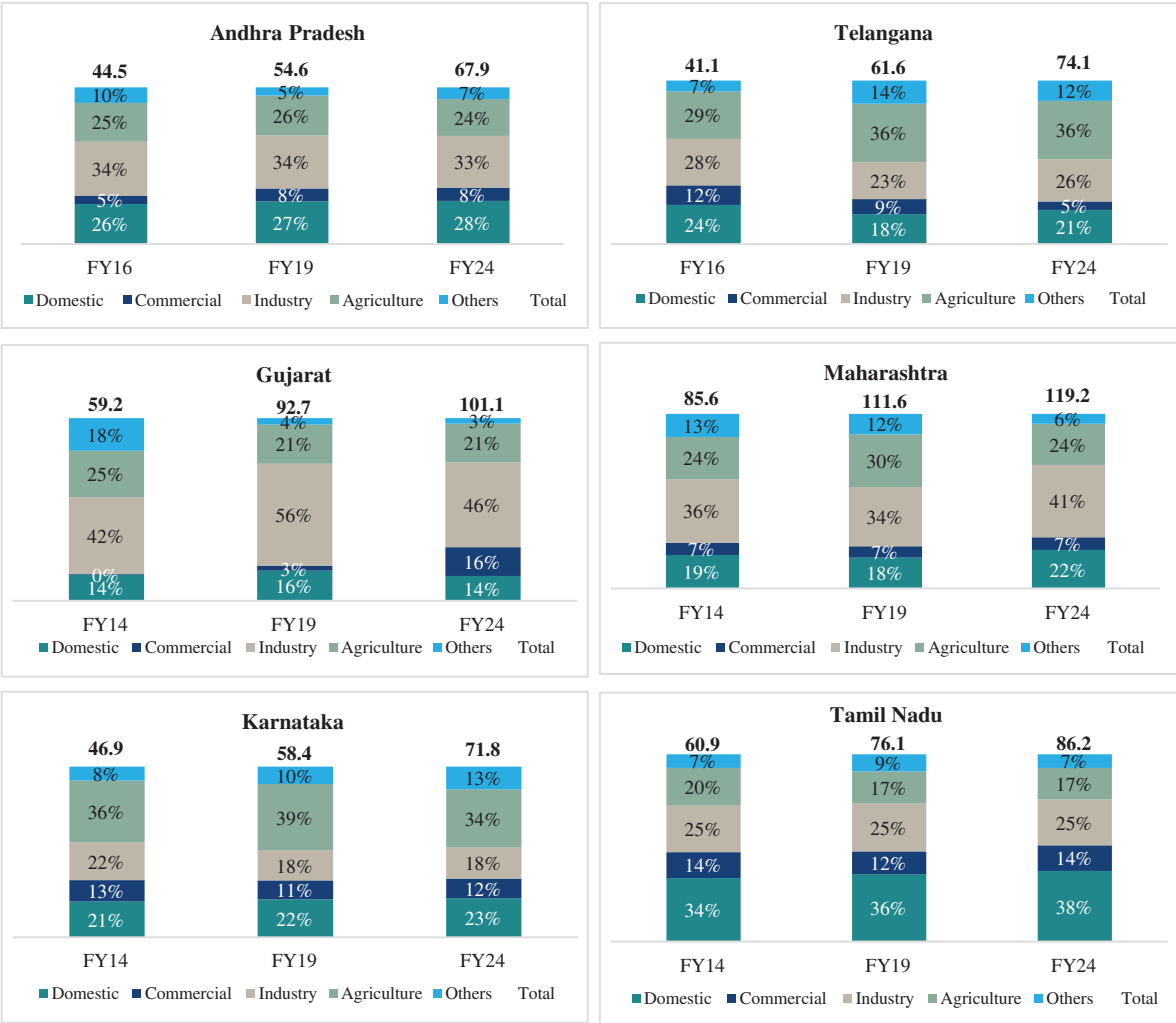 Andhra Pradesh
44.5 54.6 67.9
10% 5% 7%
25% 26% 24%
34% 34% 33%
5% 8% 8%
26% 27% 28%
FY16 FY19 FY24
Domestic Commercial Industry Agriculture Others Total
Telangana
41.1 61.6 74.1
7% 14% 12%
29% 36% 36%
28% 23% 26%
12% 9% 5%
24% 18% 21%
FY16 FY19 FY24
Domestic Commercial Industry Agriculture Others Total
Gujarat
59.2 92.7 101.1
18% 4% 3%
25% 21% 21%
42% 56% 46%
0% 3% 16%
14% 16% 14%
FY14 FY19 FY24
Domestic Commercial Industry Agriculture Others Total
Maharashtra
85.6 111.6 119.2
13% 12% 6%
24% 30% 24%
36% 34% 41%
7% 7% 7%
19% 18% 22%
FY14 FY19 FY24
Domestic Commercial Industry Agriculture Others Total
Karnataka
46.9 58.4 71.8
8% 10% 13%
36% 39% 34%
22% 18% 18%
13% 11% 12%
21% 22% 23%
FY14 FY19 FY24
Domestic Commercial Industry Agriculture Others Total
Tamil Nadu
60.9 76.1 86.2
7% 9% 7%
20% 17% 17%
25% 25% 25%
14% 12% 14%
34% 36% 38%
FY14 FY19 FY24
Domestic Commercial Industry Agriculture Others Total